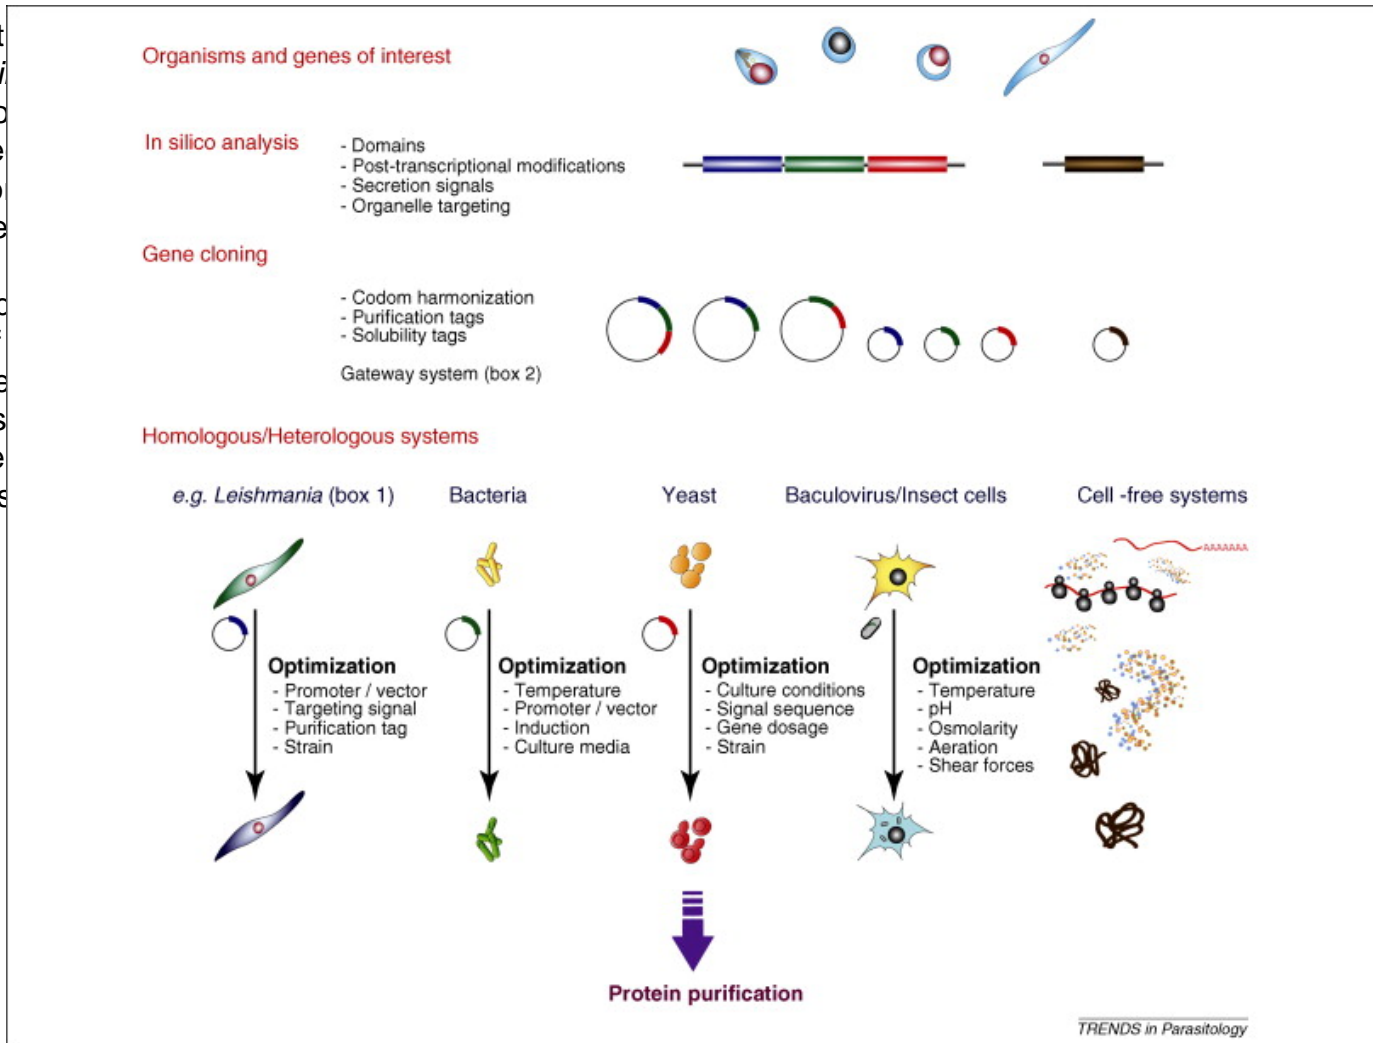 Organisms and genes of interest
In silico analysis
- Domains
- Post-transcriptional modifications
- Secretion signals
- Organelle targeting
Gene cloning
- Codom harmonization
- Purification tags
- Solubility tags
Gateway system (box 2)
Homologous/Heterologous systems
e.g. Leishmania (box 1)
Bacteria
Yeast
Baculovirus/Insect cells
Cell -free systems
AAAAAAA
Optimization
- Promoter / vector
- Targeting signal
- Purification tag
- Strain
Optimization
- Temperature
- Promoter / vector
- Induction
- Culture media
Optimization
- Culture conditions
- Signal sequence
- Gene dosage
- Strain
Optimization
- Temperature
- pH
- Osmolarity
- Aeration
- Shear forces
Protein purification
TRENDS in Parasitology